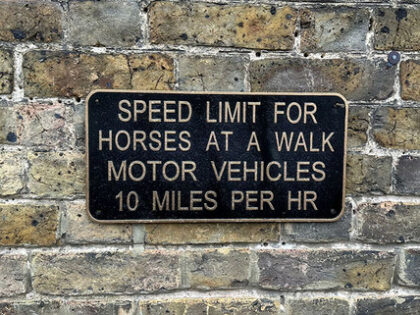 SPEED LIMIT FOR
HORSES AT A WALK
MOTOR VEHICLES
10 MILES PER HR